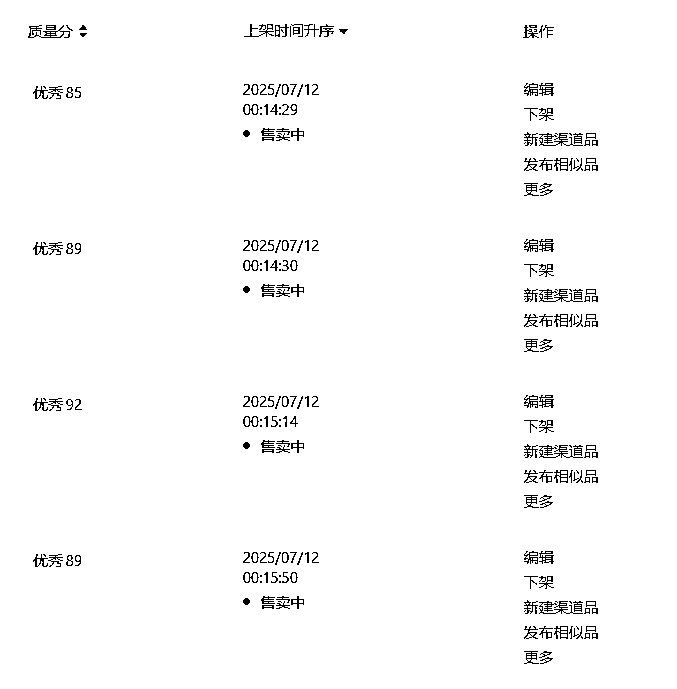 质量分 上架时间升序 操作
优秀 85 2025/07/12 编辑
00:14:29 下架
售卖中 新建渠道品
发布相似品
更多
优秀 89 2025/07/12 编辑
00:14:30 下架
售卖中 新建渠道品
发布相似品
更多
优秀 92 2025/07/12 编辑
00:15:14 下架
售卖中 新建渠道品
发布相似品
更多
优秀 89 2025/07/12 编辑
00:15:50 下架
售卖中 新建渠道品
发布相似品
更多